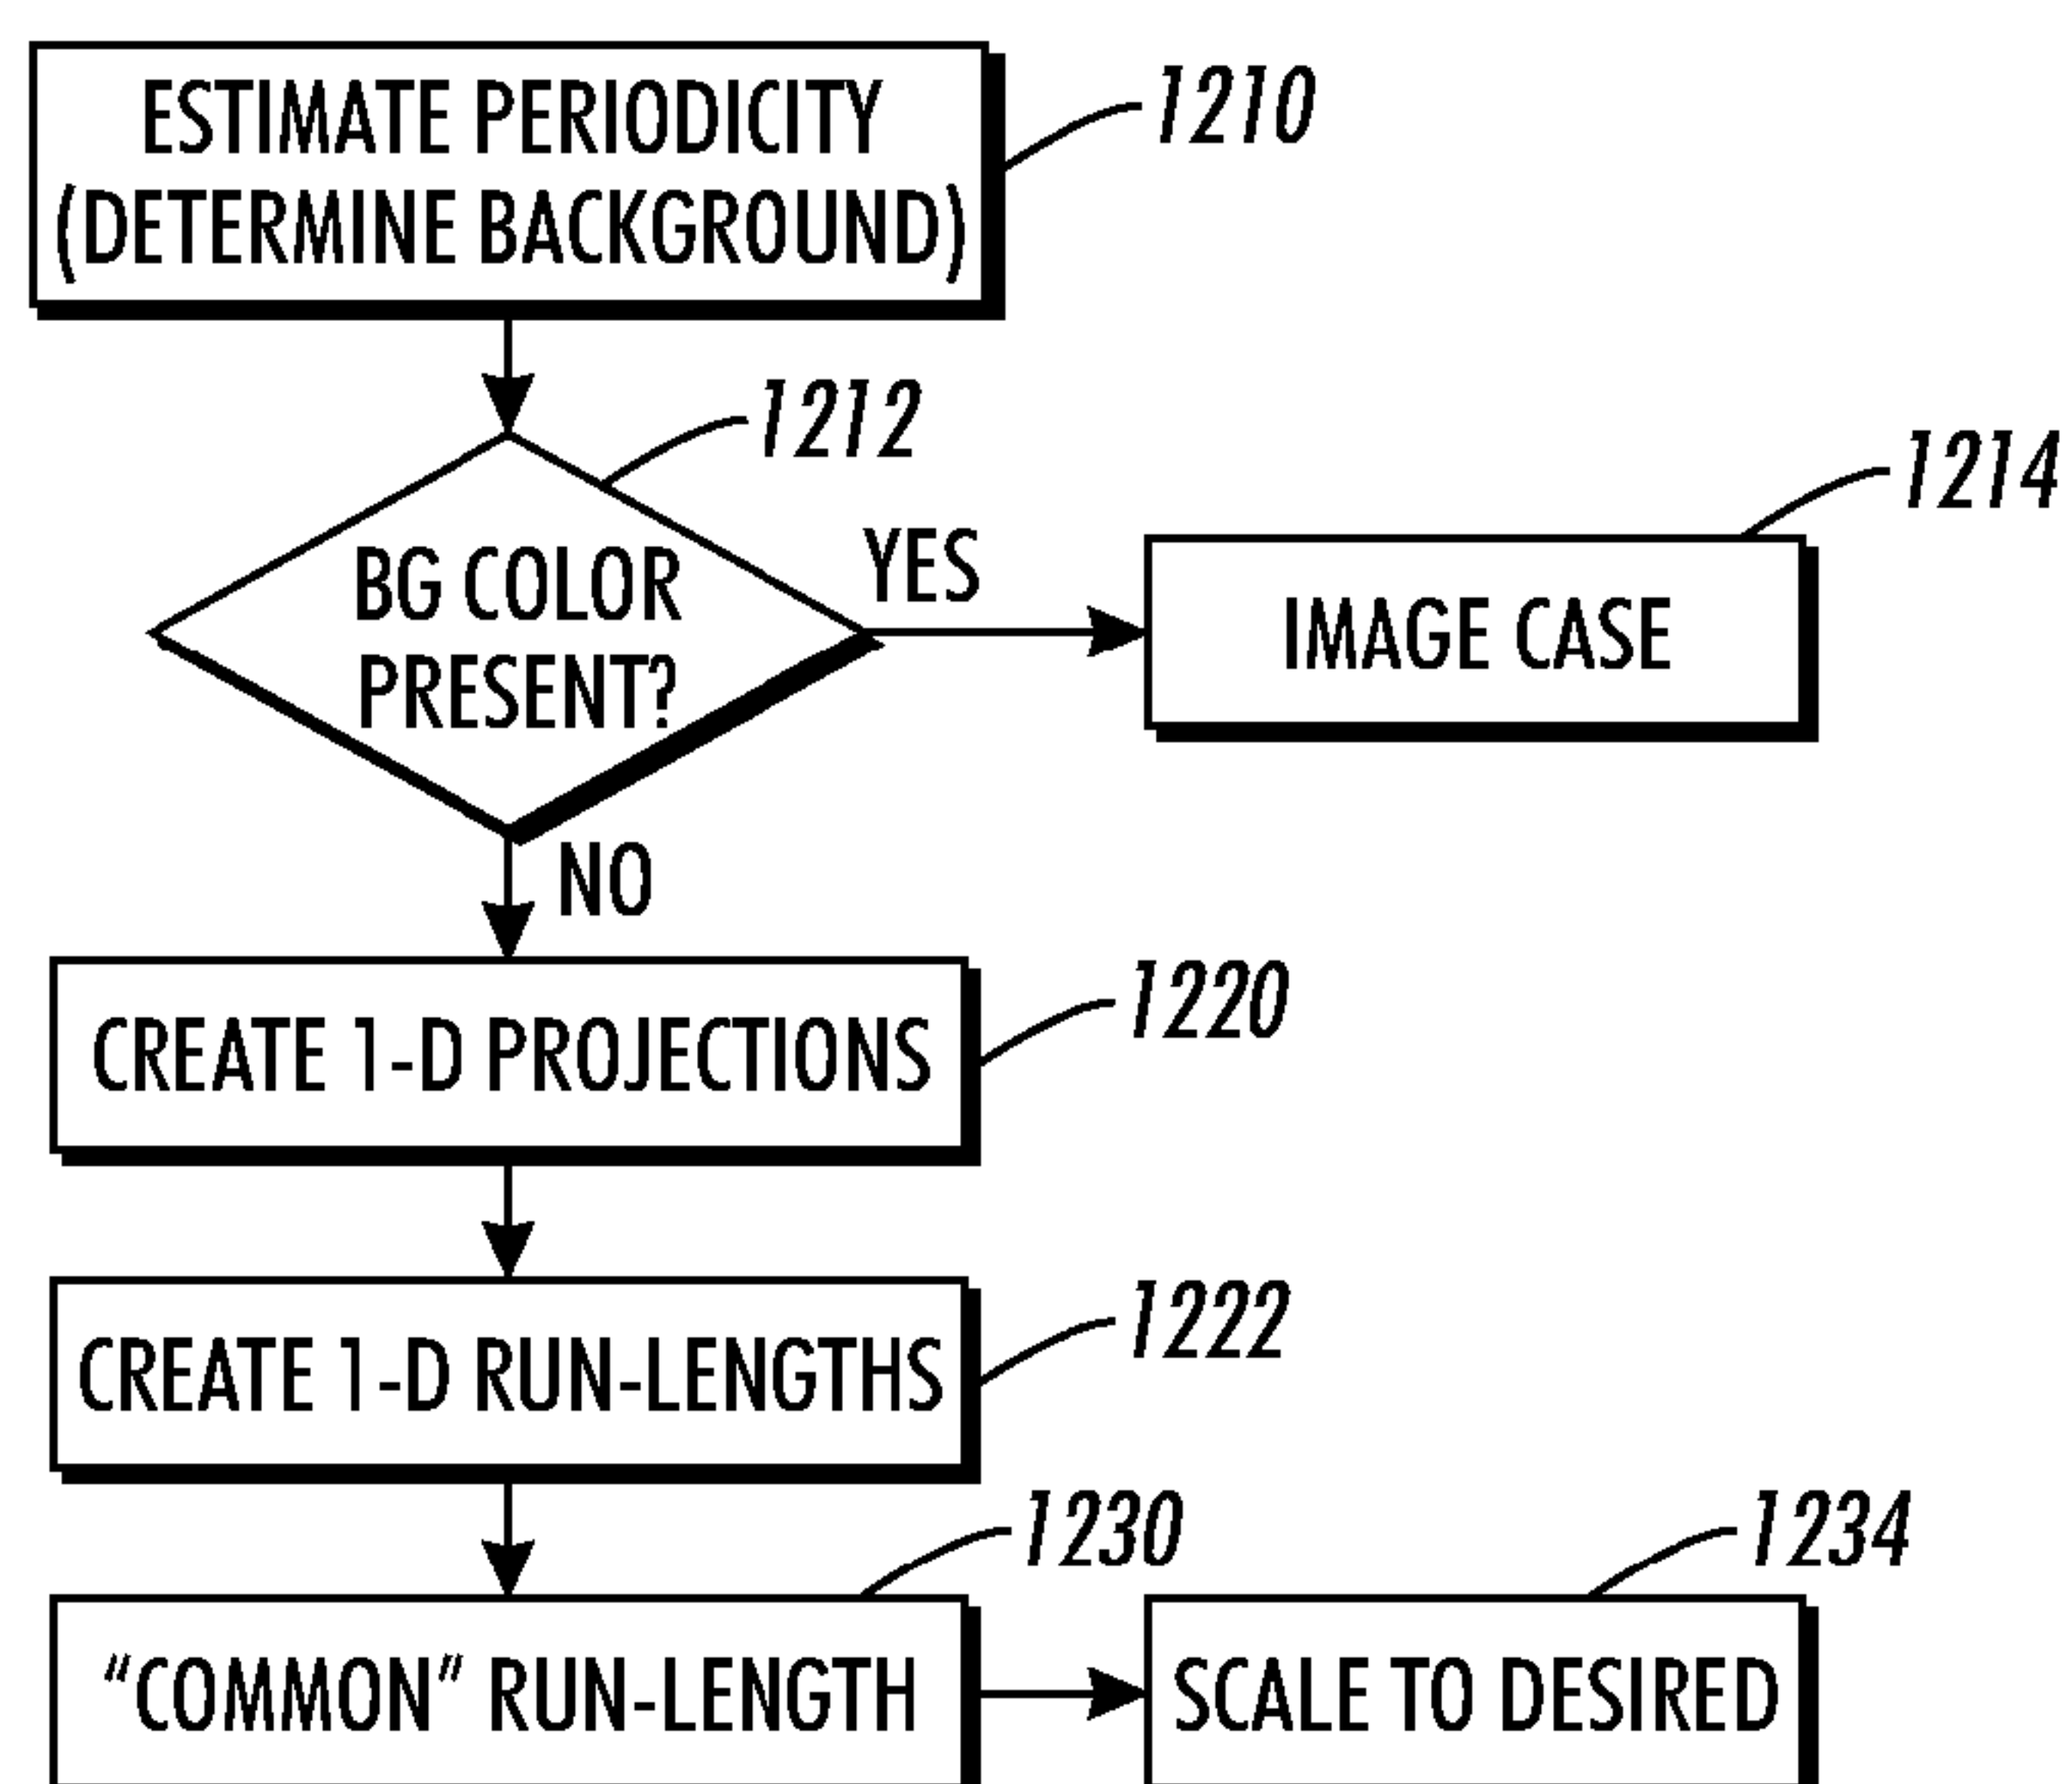 ESTIMATE PERIODICITY
(DETERMINE BACKGROUND)
1210
1212
BG COLOR
PRESENT?
YES
1214
IMAGE CASE
NO
CREATE 1-D PROJECTIONS
1220
CREATE 1-D RUN-LENGTHS
1222
"COMMON" RUN-LENGTH
1230
SCALE TO DESIRED
1234